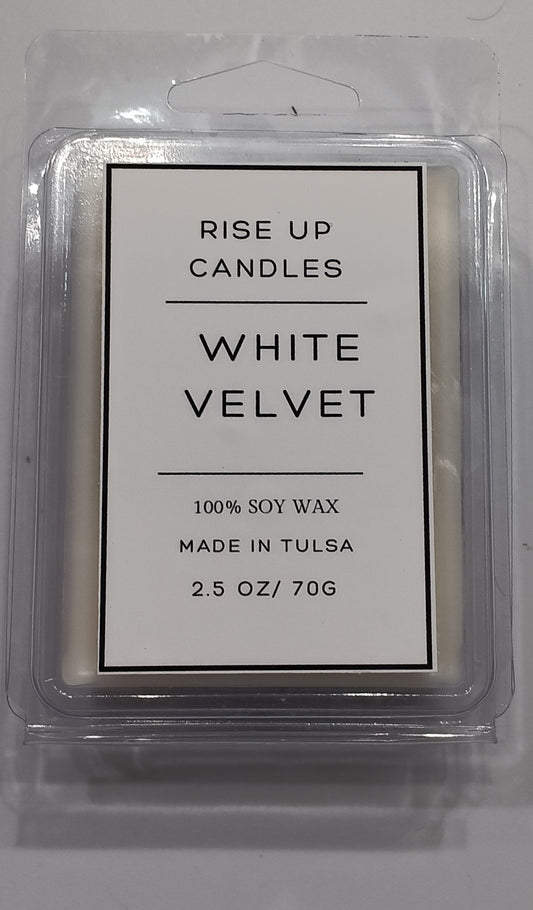 RISE UP
CANDLES
WHITE
VELVET
100% SOY WAX
MADE IN TULSA
2.5 OZ/ 70G